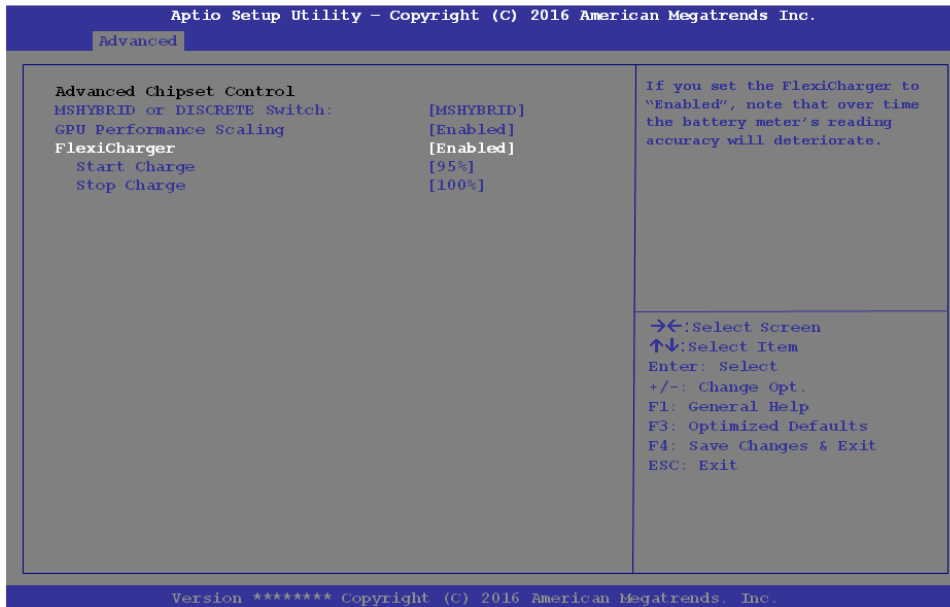 Aptio Setup Utility – Copyright (C) 2016 American Megatrends Inc.
Advanced
Advanced Chipset Control
MSHYBRID or DISCRETE Switch: [MSHYBRID]
GPU Performance Scaling [Enabled]
FlexiCharger [Enabled]
Start Charge [95%]
Stop Charge [100%]
If you set the FlexiCharger to
“Enabled”, note that over time
the battery meter’s reading
accuracy will deteriorate.
→←:Select Screen
↑↓:Select Item
Enter: Select
+/-: Change Opt.
F1: General Help
F3: Optimized Defaults
F4: Save Changes & Exit
ESC: Exit
Version ******** Copyright (C) 2016 American Megatrends. Inc.